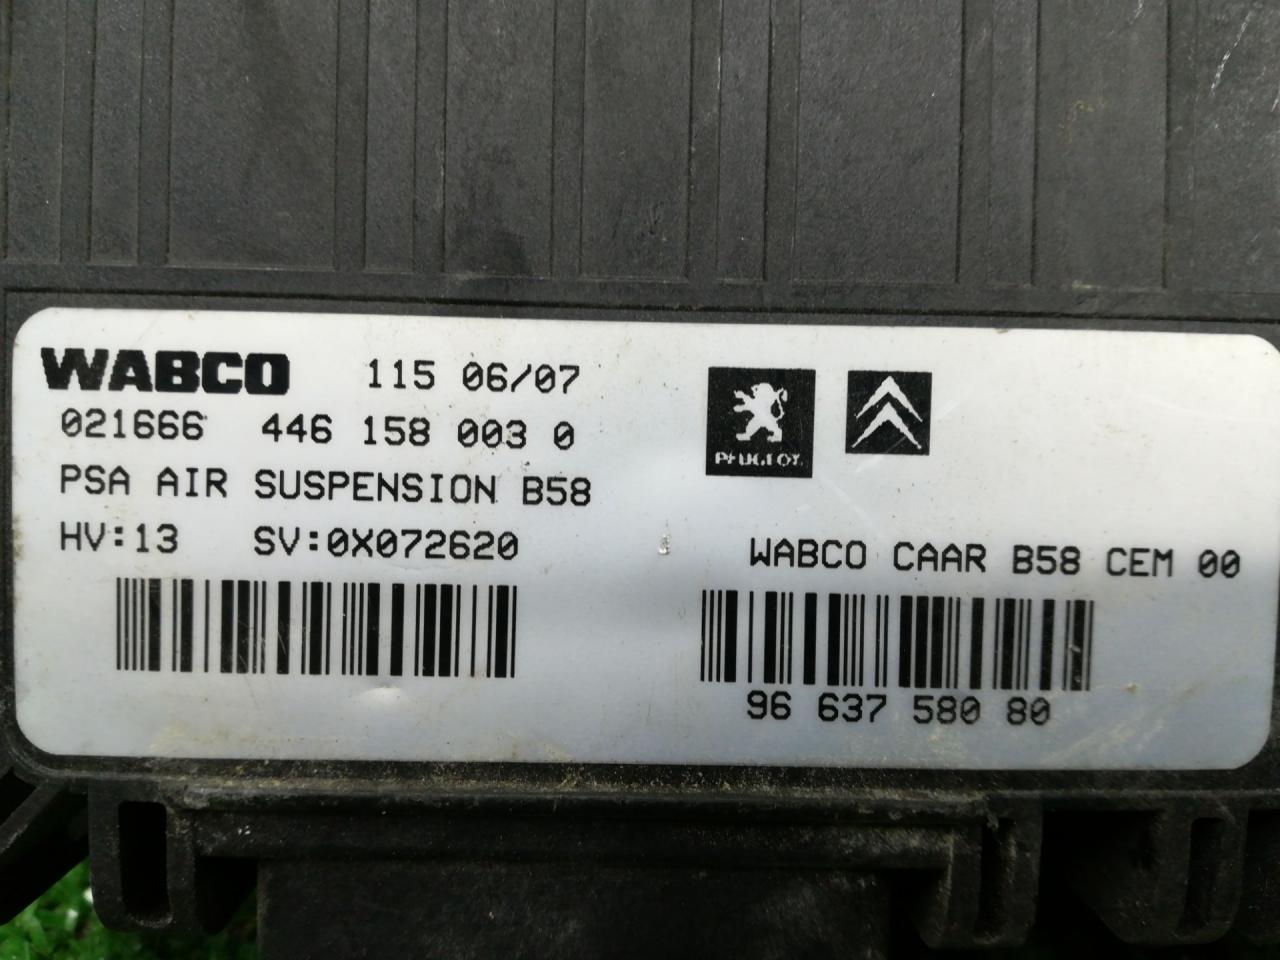 WABCO 115 06/07
021666 446 158 003 0
PSA AIR SUSPENSION B58
HV:13 SV:0X072620
PEUGEOT
WABCO CAAR B58 CEM 00
96 637 580 80